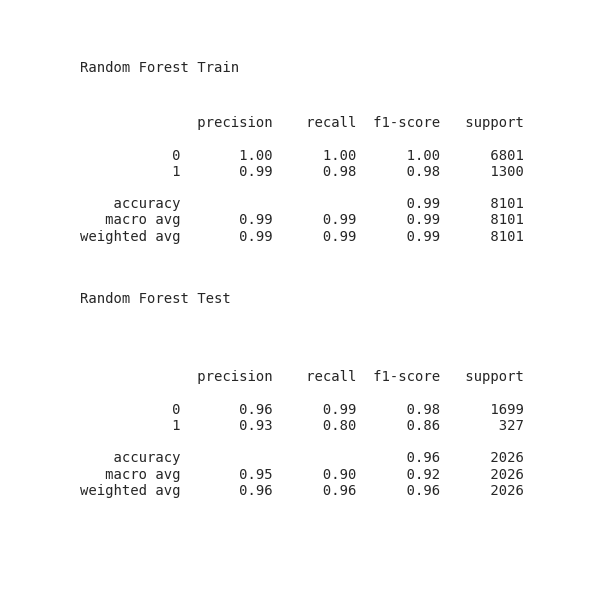 Random Forest Train
precision recall f1-score support
0 1.00 1.00 1.00 6801
1 0.99 0.98 0.98 1300
accuracy 0.99 8101
macro avg 0.99 0.99 0.99 8101
weighted avg 0.99 0.99 0.99 8101
Random Forest Test
precision recall f1-score support
0 0.96 0.99 0.98 1699
1 0.93 0.80 0.86 327
accuracy 0.96 2026
macro avg 0.95 0.90 0.92 2026
weighted avg 0.96 0.96 0.96 2026